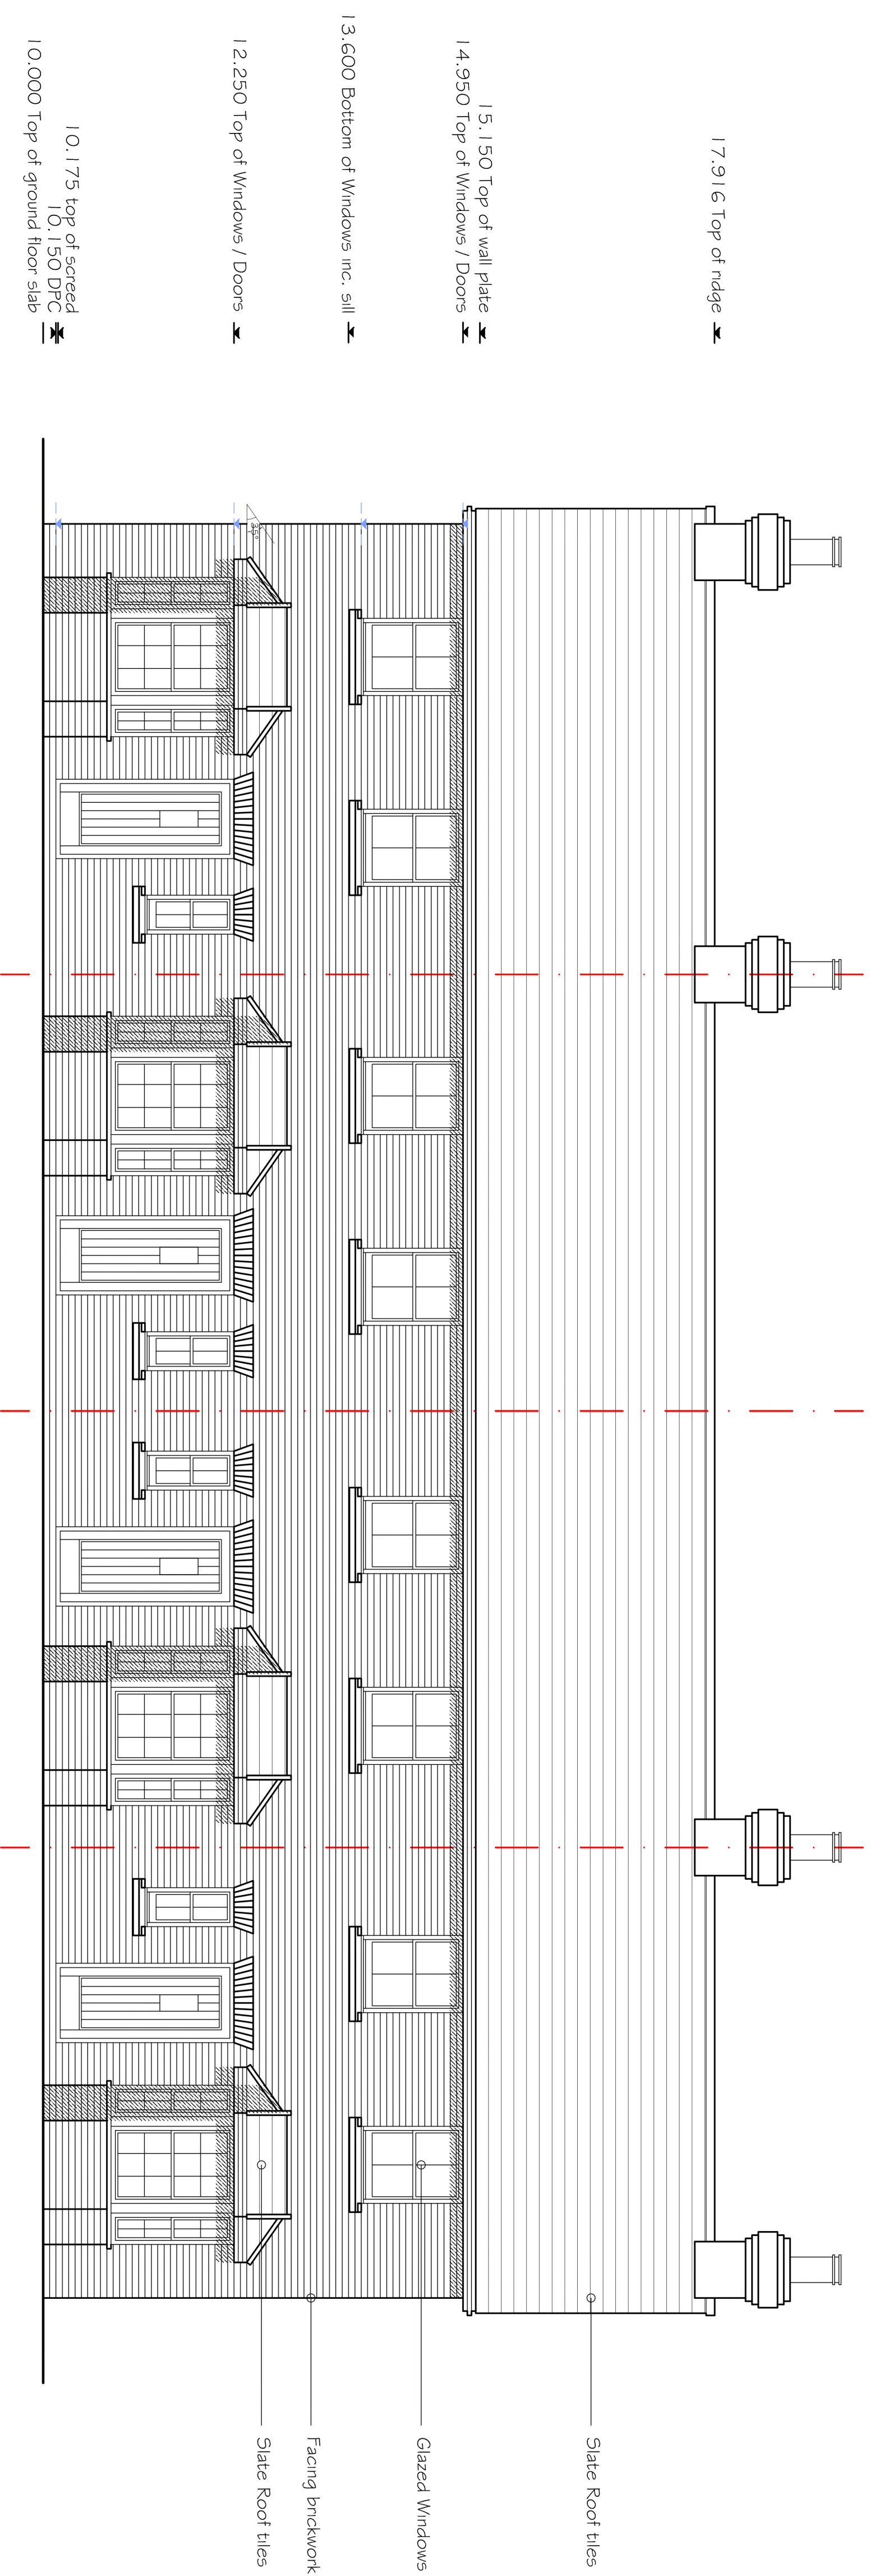 17.916 Top of ridge
15.150 Top of wall plate
14.950 Top of Windows / Doors
13.600 Bottom of Windows inc. sill
12.250 Top of Windows / Doors
10.175 top of screed
10.150 DPC
10.000 Top of ground floor slab
35°
Slate Roof tiles
Glazed Windows
Facing brickwork
Slate Roof tiles